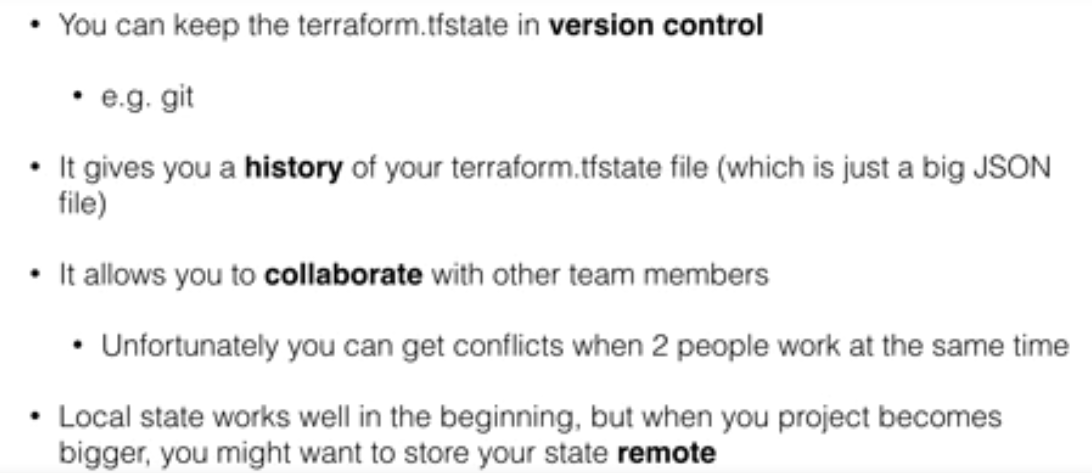 • You can keep the terraform.tfstate in version control
• e.g. git
• It gives you a history of your terraform.tfstate file (which is just a big JSON
file)
• It allows you to collaborate with other team members
• Unfortunately you can get conflicts when 2 people work at the same time
• Local state works well in the beginning, but when you project becomes
bigger, you might want to store your state remote